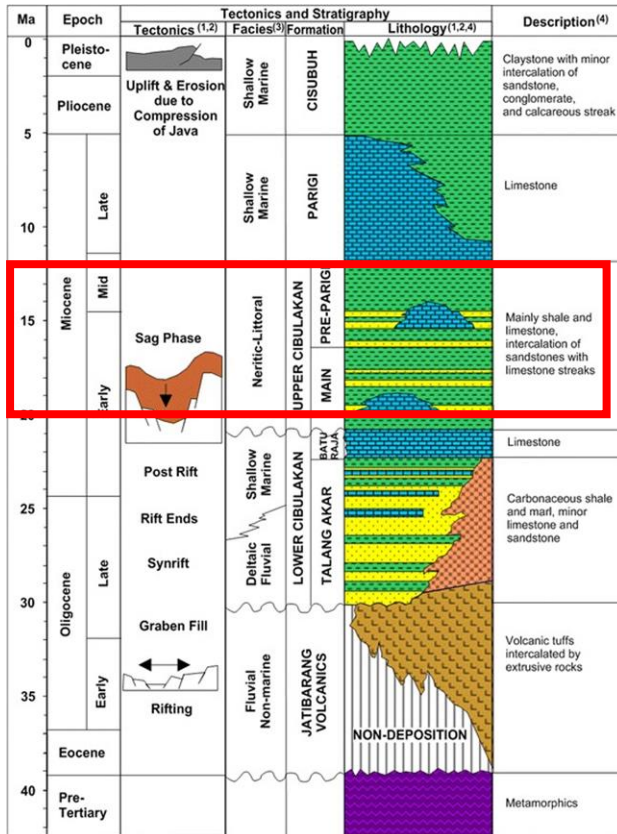 Ma
Epoch
Tectonics and Stratigraphy
Tectonics (1,2)
Facies(3)
Formation
Lithology(1,2,4)
Description(4)
0
5
10
15
20
25
30
35
40
Pleisto-
cene
Pliocene
Miocene
Late
Mid
Early
Oligocene
Late
Early
Eocene
Pre-
Tertiary
Uplift & Erosion
due to
Compression
of Java
Sag Phase
Post Rift
Rift Ends
Synrift
Graben Fill
Rifting
Shallow
Marine
Shallow
Marine
Neritic-Littoral
Shallow
Marine
Deltaic
Fluvial
Fluvial
Non-marine
CISUBUH
PARIGI
UPPER CIBULAKAN
PRE-PARIGI
MAIN
LOWER CIBULAKAN
BATU
RAJA
TALANG AKAR
JATIBARANG
VOLCANICS
NON-DEPOSITION
Claystone with minor
intercalation of
sandstone,
conglomerate,
and calcareous streak
Limestone
Mainly shale and
limestone,
intercalation of
sandstones with
limestone streaks
Limestone
Carbonaceous shale
and marl, minor
limestone and
sandstone
Volcanic tuffs
intercalated by
extrusive rocks
Metamorphics